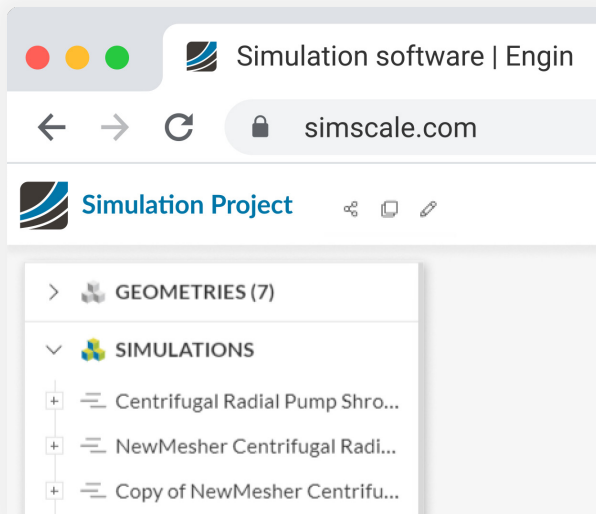 Simulation software | Engin
simscale.com
Simulation Project
GEOMETRIES (7)
SIMULATIONS
Centrifugal Radial Pump Shro...
NewMesher Centrifugal Radi...
Copy of NewMesher Centrifu...